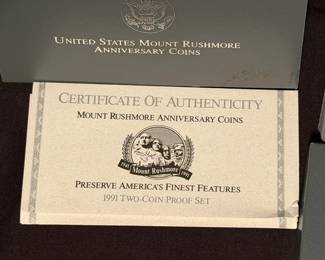 UNITED STATES MOUNT RUSHMORE
ANNIVERSARY COINS
CERTIFICATE OF AUTHENTICITY
MOUNT RUSHMORE ANNIVERSARY COINS
1941 1991
Mount Rushmore
PRESERVE AMERICA'S FINEST FEATURES
1991 TWO-COIN PROOF SET